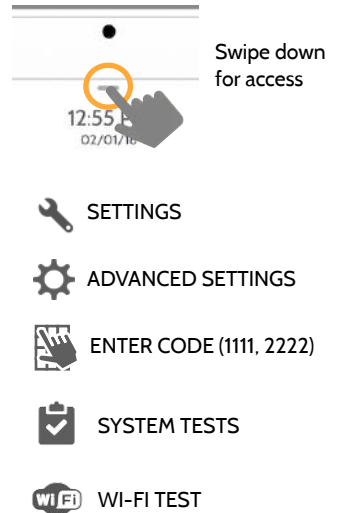 Swipe down
for access
12:55
02/01/18
SETTINGS
ADVANCED SETTINGS
ENTER CODE (1111, 2222)
SYSTEM TESTS
WiFi
WI-FI TEST